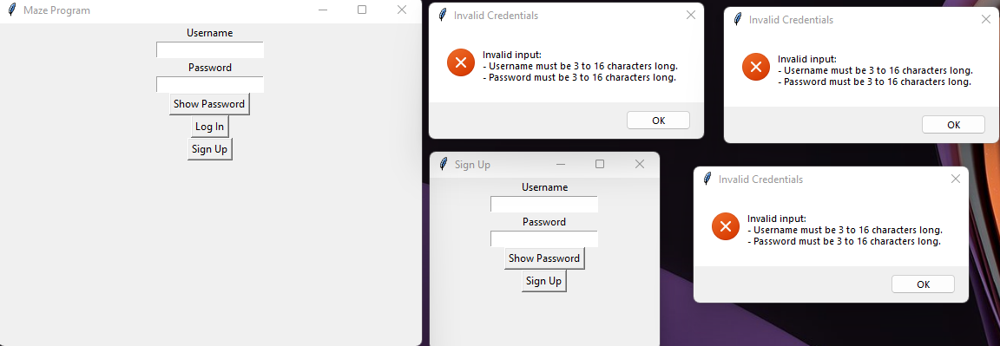 Maze Program
Username
Password
Show Password
Log In
Sign Up
Invalid Credentials
Invalid input:
- Username must be 3 to 16 characters long.
- Password must be 3 to 16 characters long.
OK
Invalid Credentials
Invalid input:
- Username must be 3 to 16 characters long.
- Password must be 3 to 16 characters long.
OK
Sign Up
Username
Password
Show Password
Sign Up
Invalid Credentials
Invalid input:
- Username must be 3 to 16 characters long.
- Password must be 3 to 16 characters long.
OK